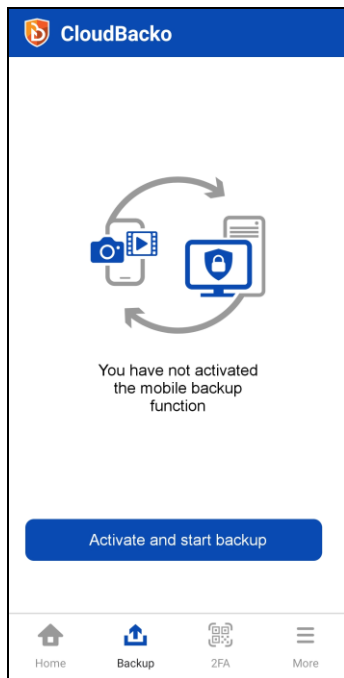 CloudBacko
You have not activated
the mobile backup
function
Activate and start backup
Home
Backup
2FA
More